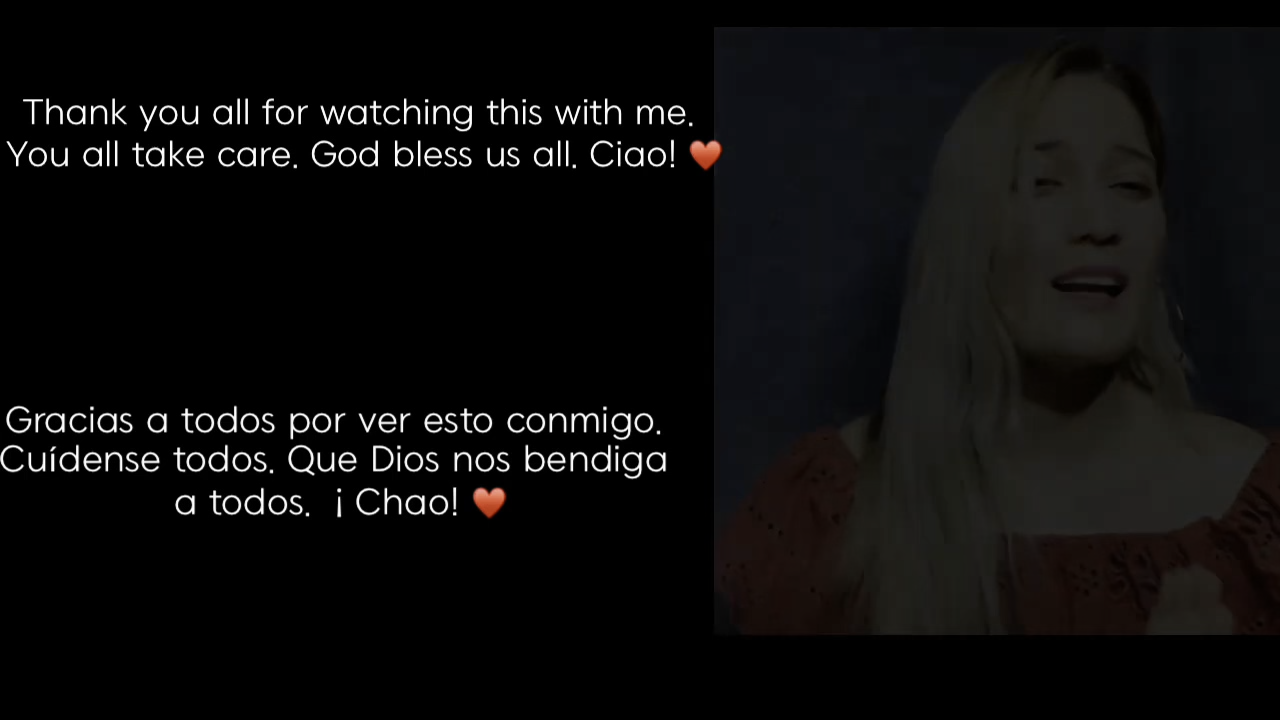 Thank you all for watching this with me.
You all take care. God bless us all. Ciao! ❤️
Gracias a todos por ver esto conmigo.
Cuídense todos. Que Dios nos bendiga
a todos. ¡ Chao! ❤️